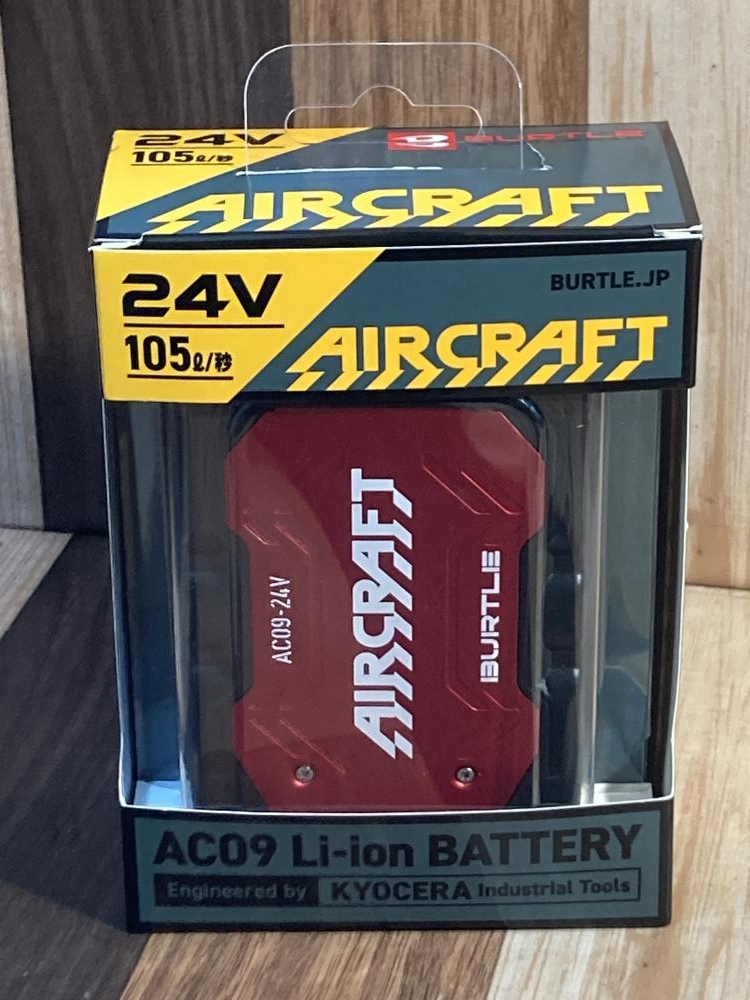 24V
105ℓ/秒
BURTLE
AIRCRAFT
24V
105ℓ/秒
BURTLE.JP
AIRCRAFT
AC09-24V
AIRCRAFT
BURTLE
AC09 Li-ion BATTERY
Engineered by KYOCERA Industrial Tools